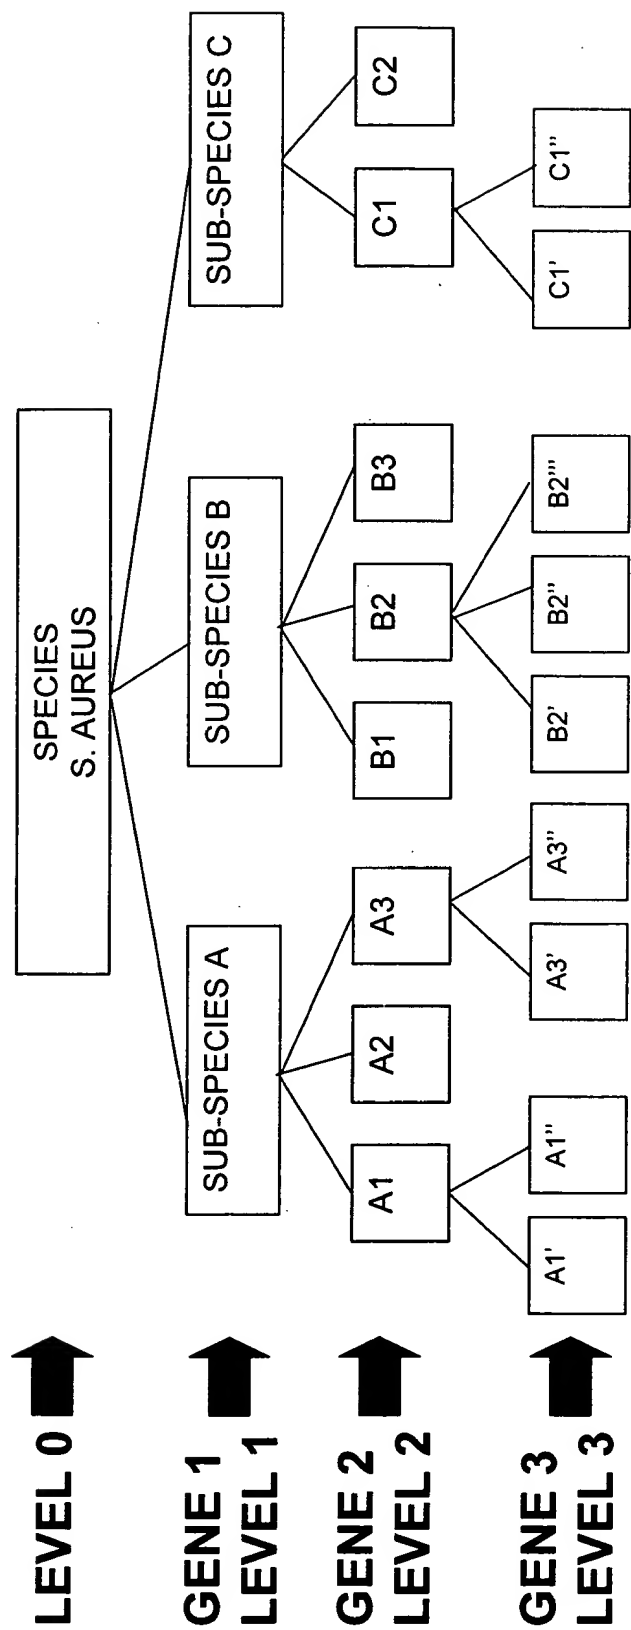 LEVEL 0
SPECIES
S. AUREUS
GENE 1
LEVEL 1
SUB-SPECIES A
SUB-SPECIES B
SUB-SPECIES C
GENE 2
LEVEL 2
A1
A2
A3
B1
B2
B3
C1
C2
GENE 3
LEVEL 3
A1'
A1"
A3'
A3"
B2'
B2"
B2'"
C1'
C1"